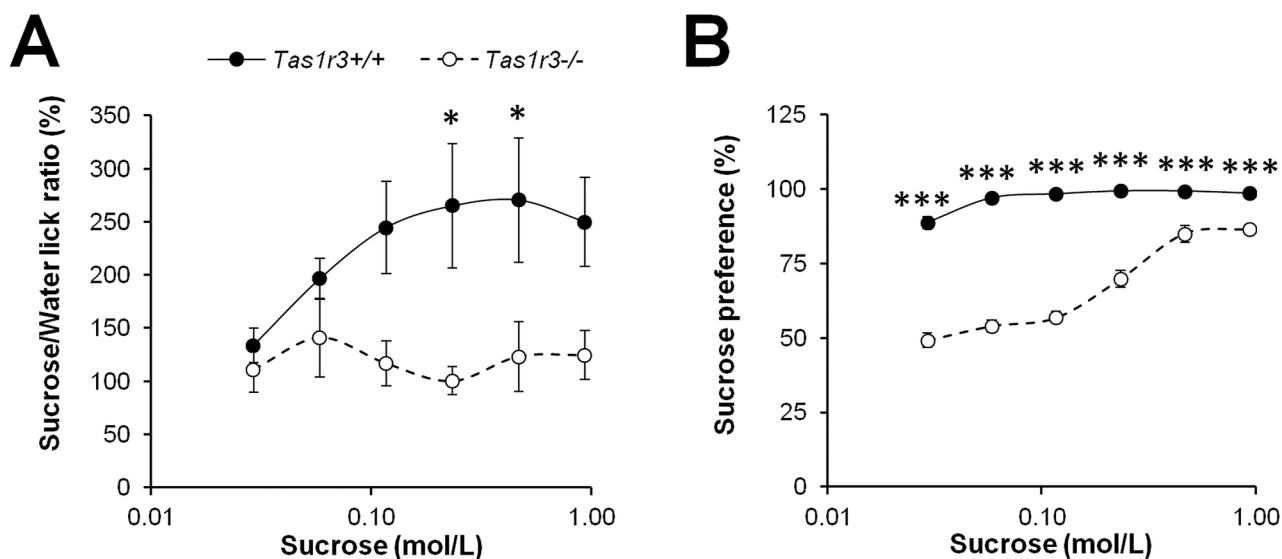 A
B
Tas1r3+/+ Tas1r3-/-
Sucrose/Water lick ratio (%)
350
300
250
200
150
100
50
0
* *
0.01 0.10 1.00
Sucrose (mol/L)
Sucrose preference (%)
125
100
75
50
25
0
*** *** *** *** *** ***
0.01 0.10 1.00
Sucrose (mol/L)